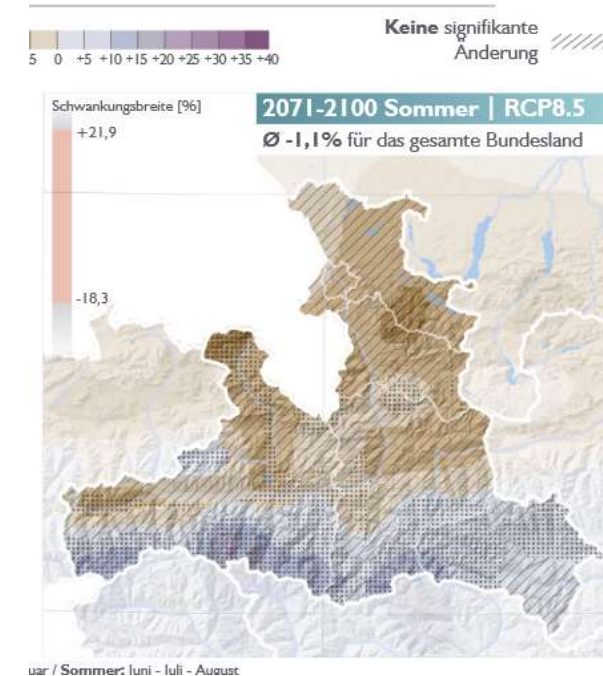 Keine signifikante
Änderung
5 0 +5 +10 +15 +20 +25 +30 +35 +40
Schwankungsbreite [%]
+21,9
-18,3
2071-2100 Sommer | RCP8.5
Ø -1,1% für das gesamte Bundesland
uar / Sommer: Juni - Juli - August